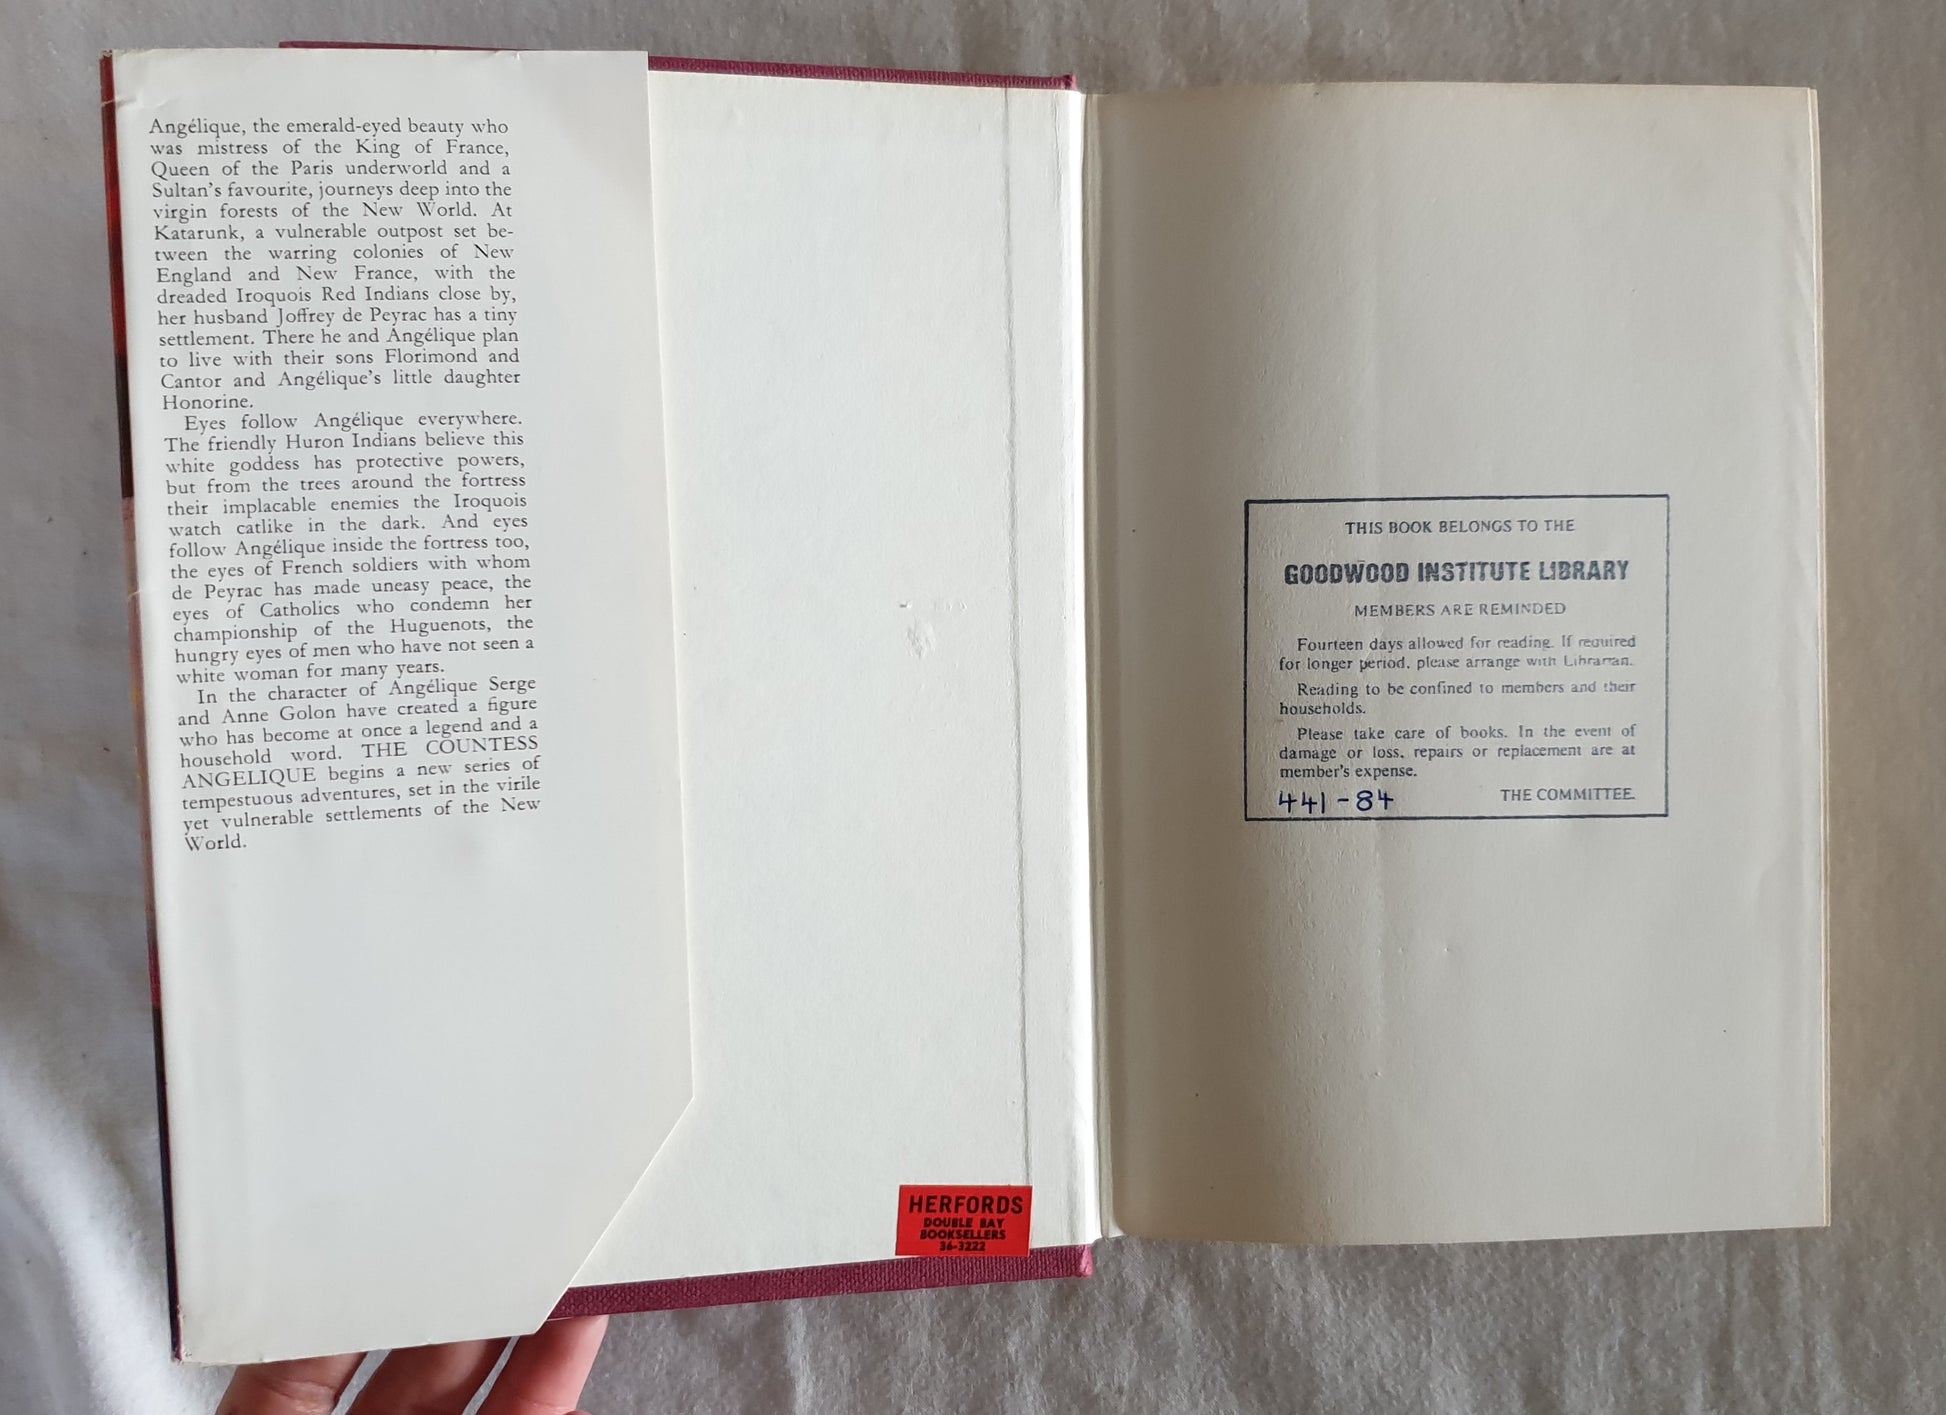 Angélique, the emerald-eyed beauty who
was mistress of the King of France,
Queen of the Paris underworld and a
Sultan's favourite, journeys deep into the
virgin forests of the New World. At
Katarunk, a vulnerable outpost set be-
tween the warring colonies of New
England and New France, with the
dreaded Iroquois Red Indians close by,
her husband Joffrey de Peyrac has a tiny
settlement. There he and Angélique plan
to live with their sons Florimond and
Cantor and Angélique's little daughter
Honorine.
Eyes follow Angélique everywhere.
The friendly Huron Indians believe this
white goddess has protective powers,
but from the trees around the fortress
their implacable enemies the Iroquois
watch catlike in the dark. And eyes
follow Angélique inside the fortress too,
the eyes of French soldiers with whom
de Peyrac has made uneasy peace, the
eyes of Catholics who condemn her
championship of the Huguenots, the
hungry eyes of men who have not seen a
white woman for many years.
In the character of Angélique Serge
and Anne Golon have created a figure
who has become at once a legend and a
household word. THE COUNTESS
ANGELIQUE begins a new series of
tempestuous adventures, set in the virile
yet vulnerable settlements of the New
World.
HERFORDS
DOUBLE BAY
BOOKSELLERS
36-3222
THIS BOOK BELONGS TO THE
GOODWOOD INSTITUTE LIBRARY
MEMBERS ARE REMINDED
Fourteen days allowed for reading. If required
for longer period, please arrange with Librarian.
Reading to be confined to members and their
households.
Please take care of books. In the event of
damage or loss, repairs or replacement are at
member's expense.
441-84 THE COMMITTEE.